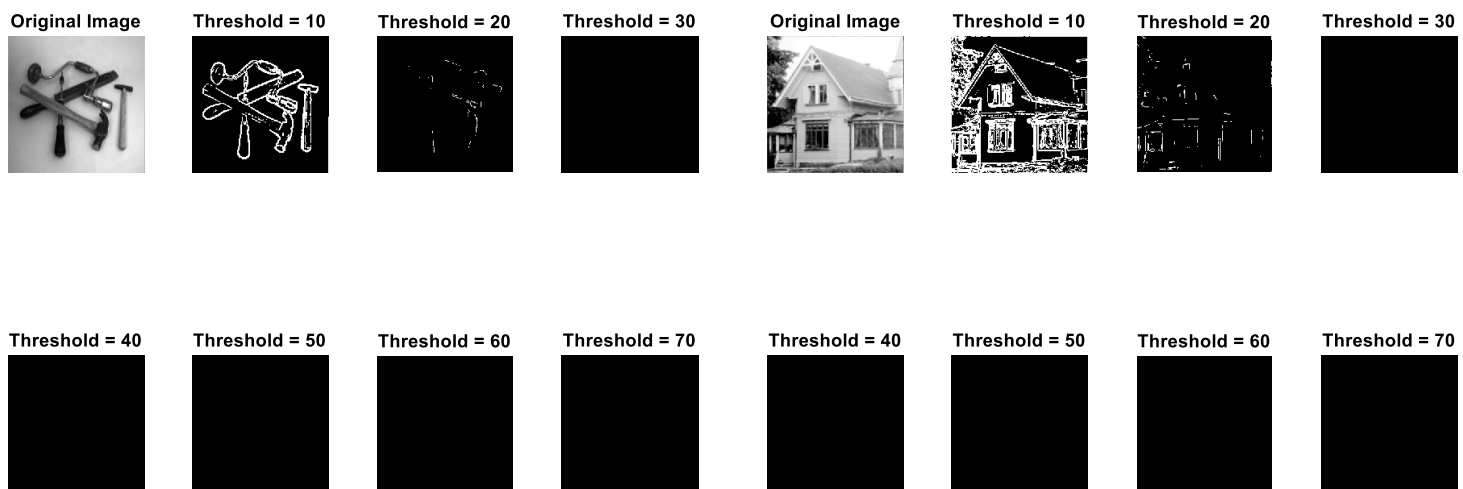 Original Image
Threshold = 10
Threshold = 20
Threshold = 30
Original Image
Threshold = 10
Threshold = 20
Threshold = 30
Threshold = 40
Threshold = 50
Threshold = 60
Threshold = 70
Threshold = 40
Threshold = 50
Threshold = 60
Threshold = 70